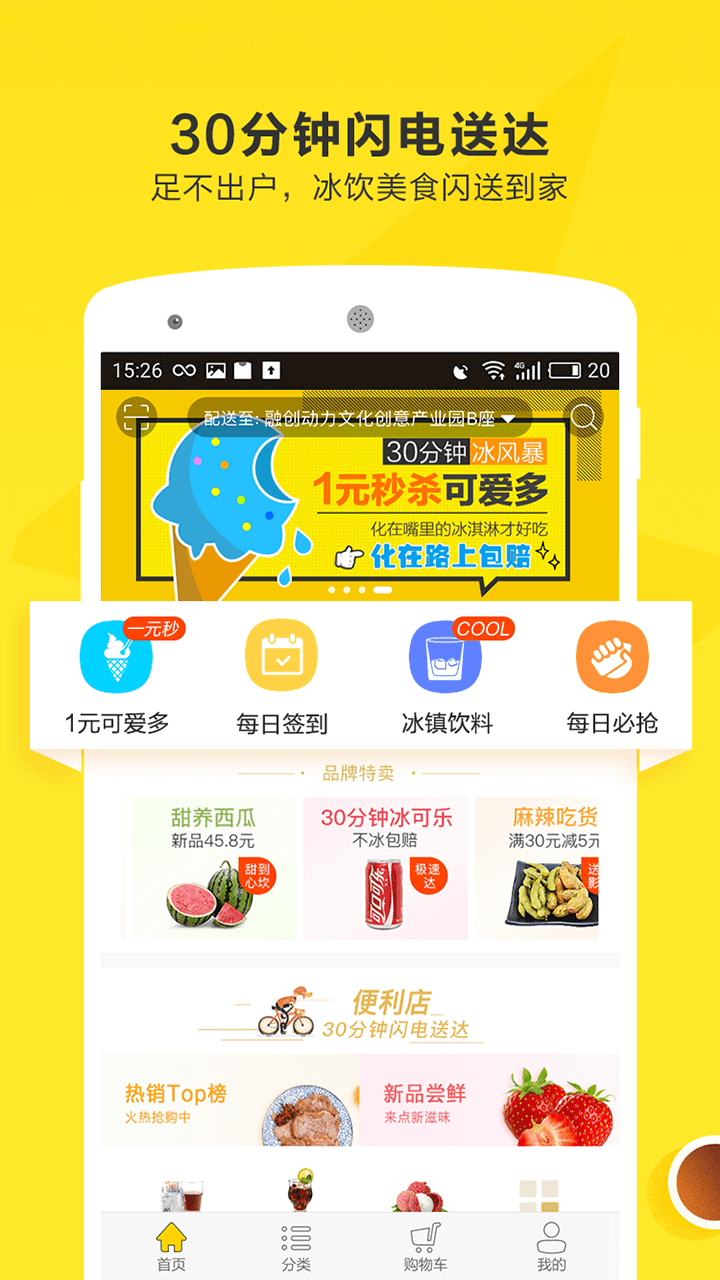 30分钟闪电送达
足不出户，冰饮美食闪送到家
15:26
4G
20
配送至: 融创动力文化创意产业园B座
30分钟冰风暴
1元秒杀可爱多
化在嘴里的冰淇淋才好吃
化在路上包赔
一元秒
COOL
1元可爱多
每日签到
冰镇饮料
每日必抢
品牌特卖
甜养西瓜
新品45.8元
甜到
心坎
30分钟冰可乐
不冰包赔
极速
达
可口可乐
麻辣吃货
满30元减5元
送
影
便利店
30分钟闪电送达
热销Top榜
火热抢购中
新品尝鲜
来点新滋味
首页
分类
购物车
我的